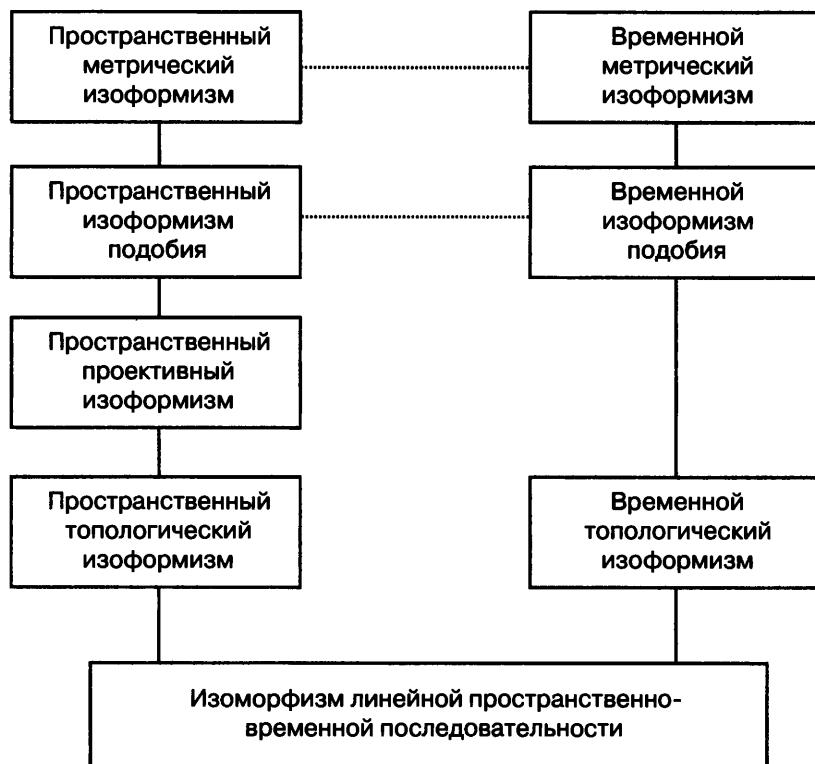 Пространственный
метрический
изоформизм
Временной
метрический
изоформизм
Пространственный
изоформизм
подобия
Временной
изоформизм
подобия
Пространственный
проективный
изоформизм
Пространственный
топологический
изоформизм
Временной
топологический
изоформизм
Изоморфизм линейной пространственно-
временной последовательности